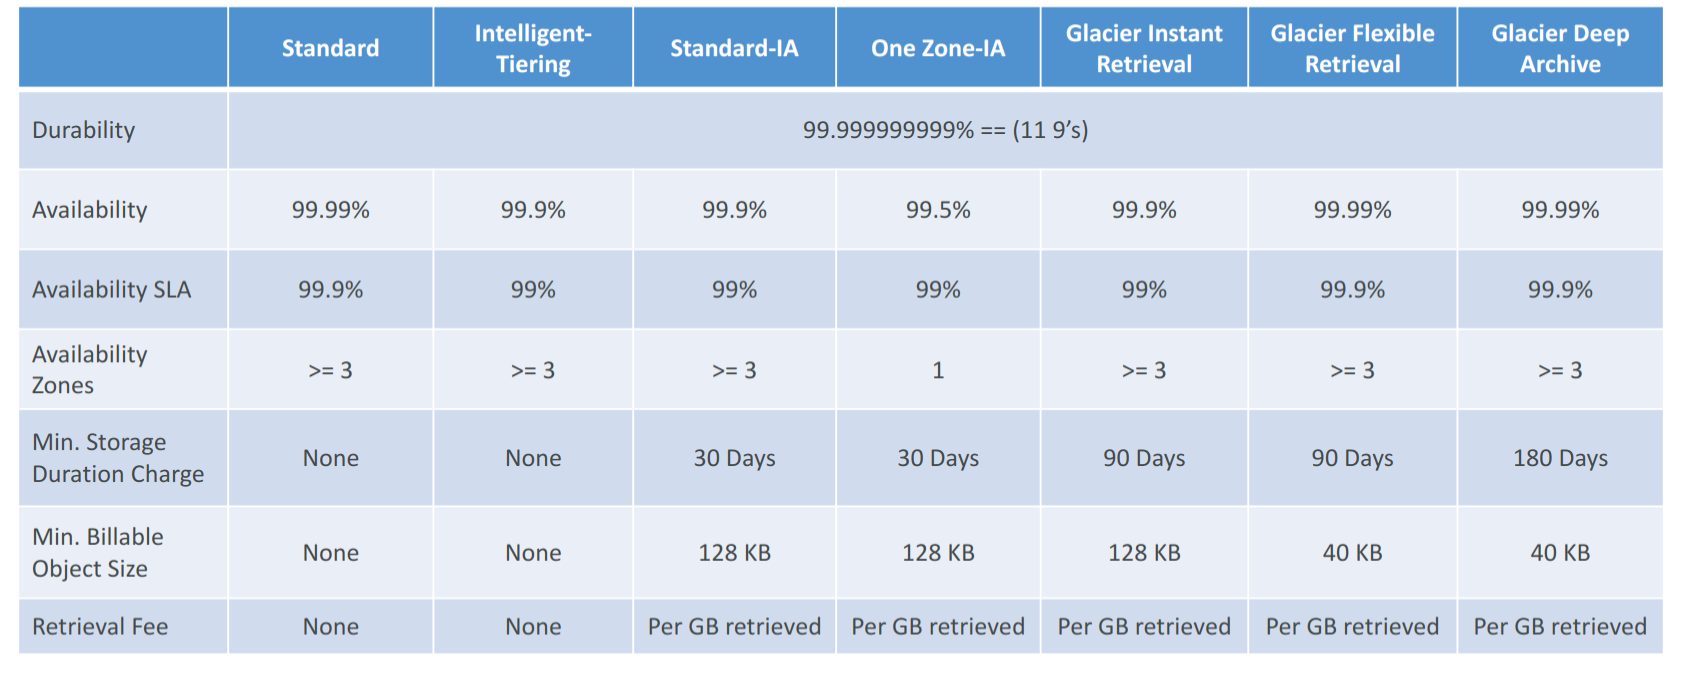 Standard Intelligent-Tiering Standard-IA One Zone-IA Glacier Instant Retrieval Glacier Flexible Retrieval Glacier Deep Archive
Durability 99.999999999% == (11 9’s)
Availability 99.99% 99.9% 99.9% 99.5% 99.9% 99.99% 99.99%
Availability SLA 99.9% 99% 99% 99% 99% 99.9% 99.9%
Availability Zones >= 3 >= 3 >= 3 1 >= 3 >= 3 >= 3
Min. Storage Duration Charge None None 30 Days 30 Days 90 Days 90 Days 180 Days
Min. Billable Object Size None None 128 KB 128 KB 128 KB 40 KB 40 KB
Retrieval Fee None None Per GB retrieved Per GB retrieved Per GB retrieved Per GB retrieved Per GB retrieved